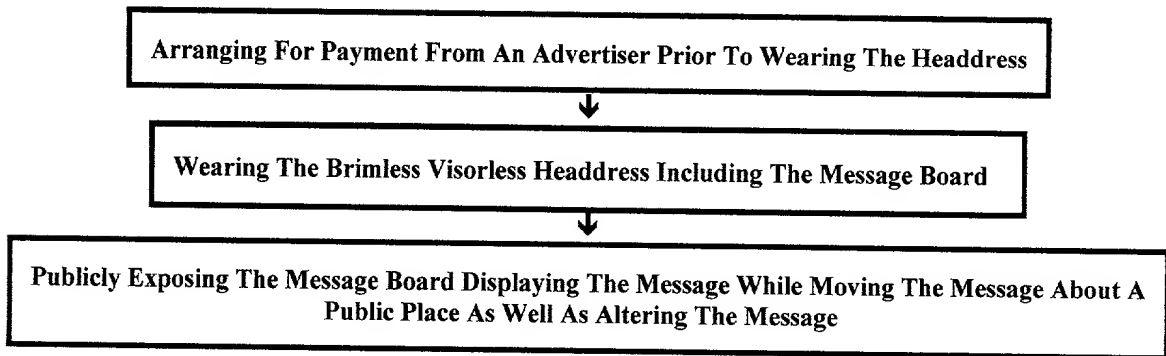 Arranging For Payment From An Advertiser Prior To Wearing The Headdress
Wearing The Brimless Visorless Headdress Including The Message Board
Publicly Exposing The Message Board Displaying The Message While Moving The Message About A
Public Place As Well As Altering The Message